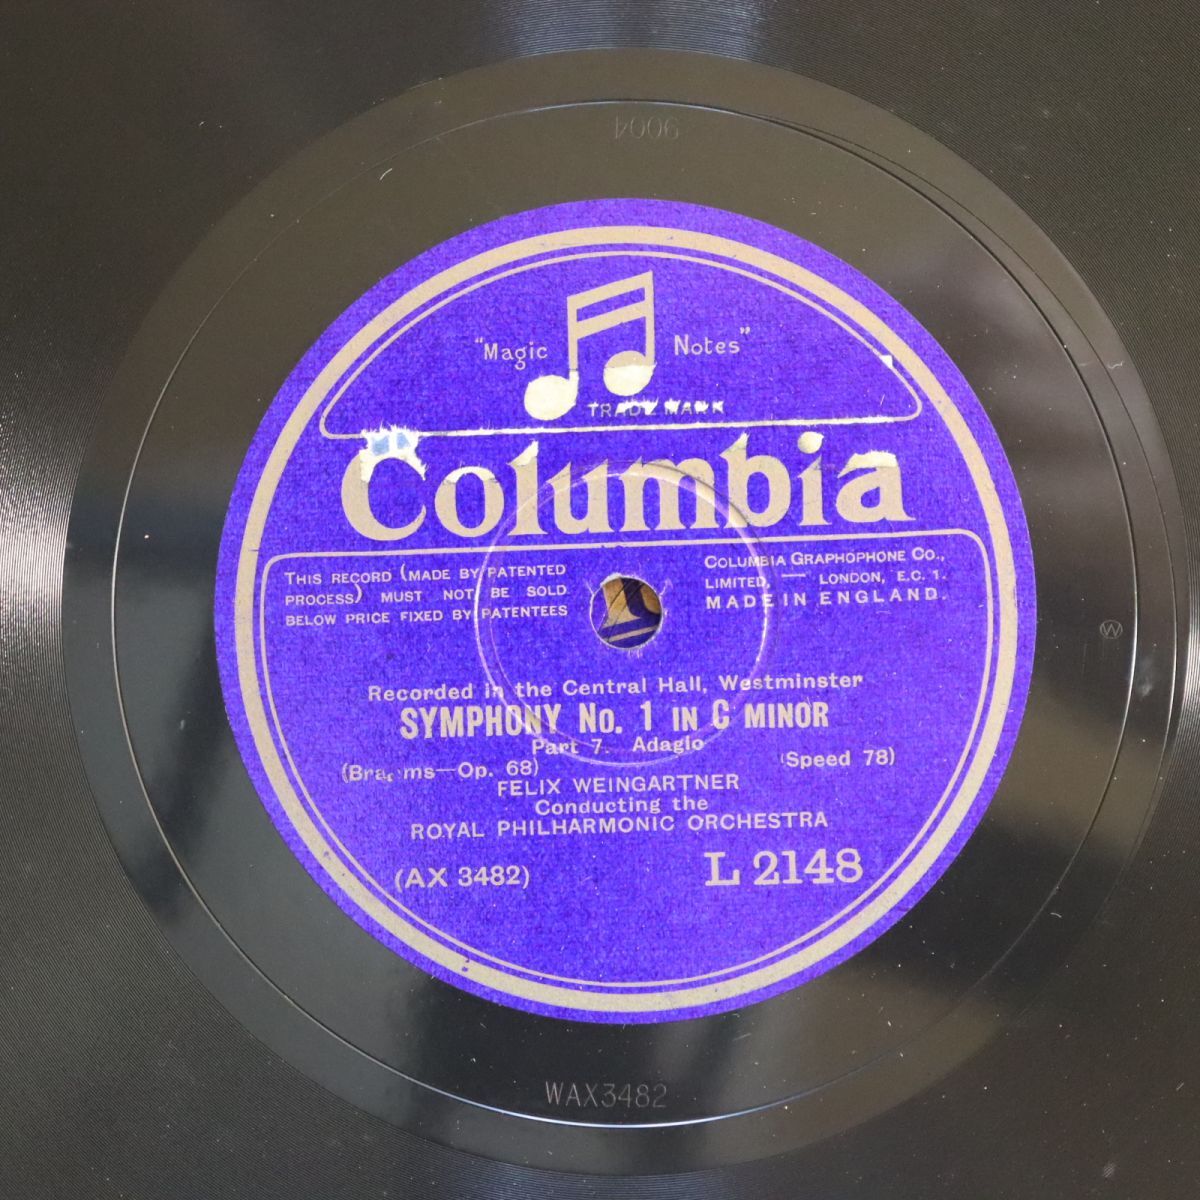 9004
"Magic Notes"
TRADE MARK
Columbia
THIS RECORD (MADE BY PATENTED
PROCESS) MUST NOT BE SOLD
BELOW PRICE FIXED BY PATENTEES
COLUMBIA GRAPHOPHONE CO.,
LIMITED, — LONDON, E.C. 1.
MADE IN ENGLAND.
W
Recorded in the Central Hall, Westminster
SYMPHONY No. 1 IN C MINOR
Part 7. Adagio
(Brahms—Op. 68) (Speed 78)
FELIX WEINGARTNER
Conducting the
ROYAL PHILHARMONIC ORCHESTRA
(AX 3482) L 2148
WAX3482